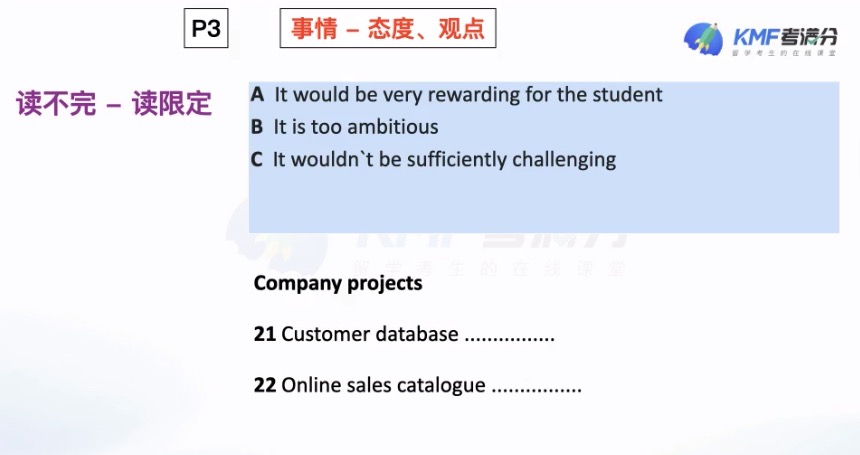 P3
事情 – 态度、观点
KMF考满分
留学考生的在线课堂
读不完 – 读限定
A It would be very rewarding for the student
B It is too ambitious
C It wouldn`t be sufficiently challenging
KMF考满分
留学考生的在线课堂
Company projects
21 Customer database ................
22 Online sales catalogue ................